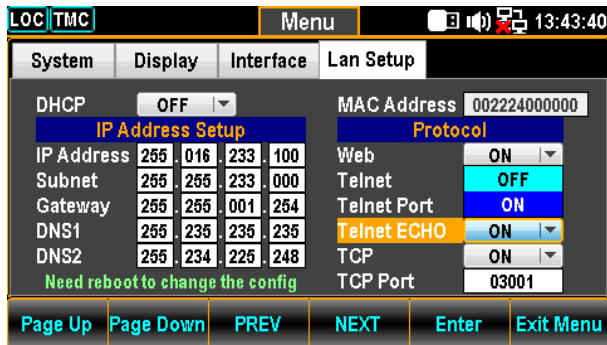 LOC TMC Menu 13:43:40
System Display Interface Lan Setup
DHCP OFF MAC Address 002224000000
IP Address Setup Protocol
IP Address 255 . 016 . 233 . 100 Web ON
Subnet 255 . 255 . 233 . 000 Telnet OFF
Gateway 255 . 255 . 001 . 254 Telnet Port ON
DNS1 255 . 235 . 235 . 235 Telnet ECHO ON
DNS2 255 . 234 . 225 . 248 TCP ON
Need reboot to change the config TCP Port 03001
Page Up Page Down PREV NEXT Enter Exit Menu